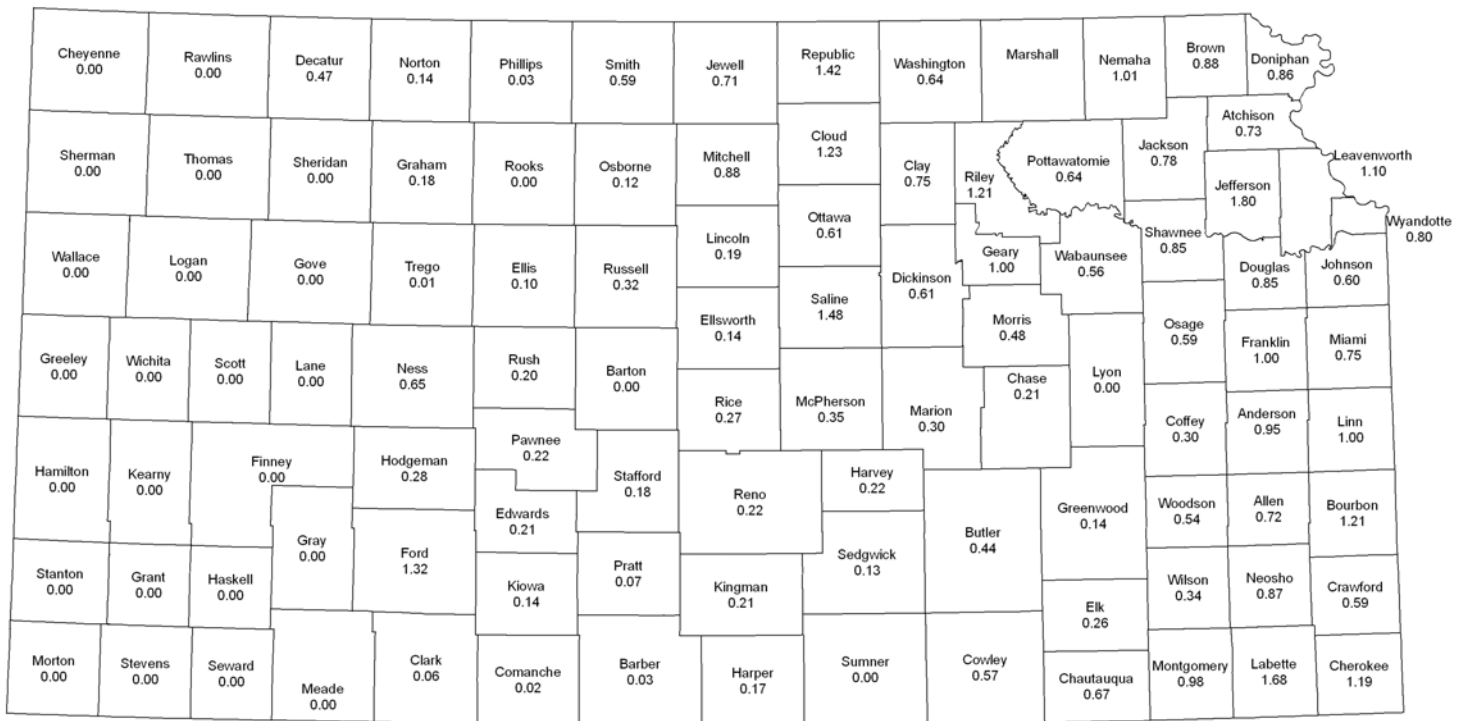 Cheyenne
0.00
Rawlins
0.00
Decatur
0.47
Norton
0.14
Phillips
0.03
Smith
0.59
Jewell
0.71
Republic
1.42
Washington
0.64
Marshall
Nemaha
1.01
Brown
0.88
Doniphan
0.86
Atchison
0.73
Sherman
0.00
Thomas
0.00
Sheridan
0.00
Graham
0.18
Rooks
0.00
Osborne
0.12
Mitchell
0.88
Cloud
1.23
Clay
0.75
Riley
1.21
Pottawatomie
0.64
Jackson
0.78
Jefferson
1.80
Leavenworth
1.10
Wyandotte
0.80
Wallace
0.00
Logan
0.00
Gove
0.00
Trego
0.01
Ellis
0.10
Russell
0.32
Lincoln
0.19
Ottawa
0.61
Saline
1.48
Dickinson
0.61
Geary
1.00
Wabaunsee
0.56
Shawnee
0.85
Douglas
0.85
Johnson
0.60
Greeley
0.00
Wichita
0.00
Scott
0.00
Lane
0.00
Ness
0.65
Rush
0.20
Barton
0.00
Ellsworth
0.14
Rice
0.27
McPherson
0.35
Marion
0.30
Morris
0.48
Chase
0.21
Lyon
0.00
Osage
0.59
Franklin
1.00
Miami
0.75
Coffey
0.30
Anderson
0.95
Linn
1.00
Hamilton
0.00
Kearny
0.00
Finney
0.00
Hodgeman
0.28
Pawnee
0.22
Stafford
0.18
Edwards
0.21
Reno
0.22
Harvey
0.22
Gray
0.00
Ford
1.32
Kiowa
0.14
Pratt
0.07
Kingman
0.21
Sedgwick
0.13
Butler
0.44
Greenwood
0.14
Woodson
0.54
Allen
0.72
Bourbon
1.21
Stanton
0.00
Grant
0.00
Haskell
0.00
Elk
0.26
Wilson
0.34
Neosho
0.87
Crawford
0.59
Morton
0.00
Stevens
0.00
Seward
0.00
Meade
0.00
Clark
0.06
Comanche
0.02
Barber
0.03
Harper
0.17
Sumner
0.00
Cowley
0.57
Chautauqua
0.67
Montgomery
0.98
Labette
1.68
Cherokee
1.19